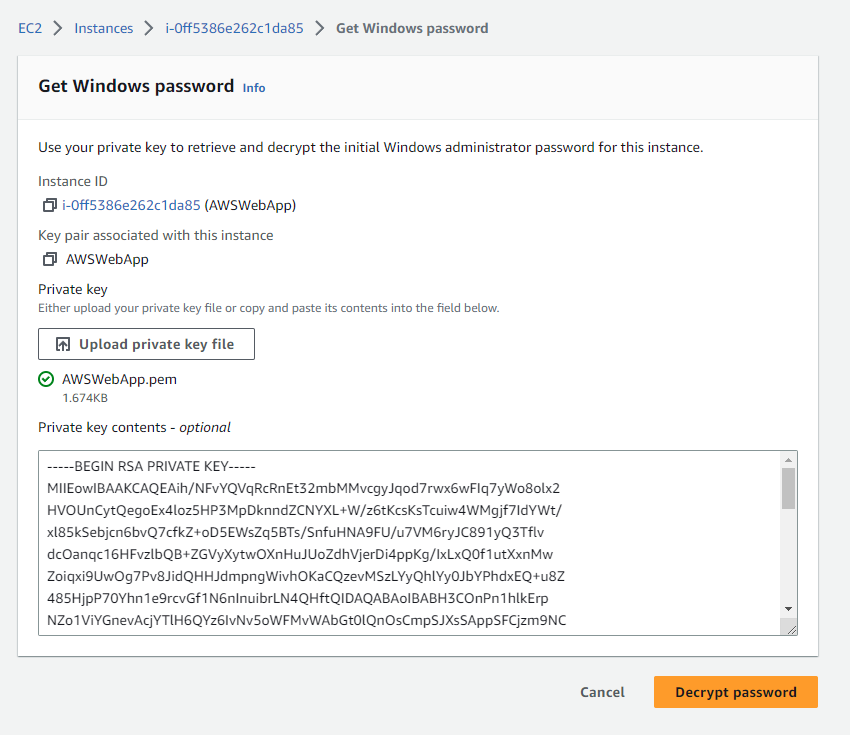 EC2 > Instances > i-0ff5386e262c1da85 > Get Windows password
Get Windows password Info
Use your private key to retrieve and decrypt the initial Windows administrator password for this instance.
Instance ID
i-0ff5386e262c1da85 (AWSWebApp)
Key pair associated with this instance
AWSWebApp
Private key
Either upload your private key file or copy and paste its contents into the field below.
Upload private key file
AWSWebApp.pem
1.674KB
Private key contents - optional
-----BEGIN RSA PRIVATE KEY-----
MIIEowIBAAKCAQEAih/NFvYQVqRcRnEt32mbMMvcgyJqod7rwx6wFIq7yWo8olx2
HVOUnCytQegoEx4loz5HP3MpDknndZCNYXL+W/z6tKcsKsTcuiw4WMgjf7IdYWt/
xl85kSebjcn6bvQ7cfkZ+oD5EWsZq5BTs/SnfuHNA9FU/u7VM6ryJC891yQ3Tflv
dcOanqc16HFvzlbQB+ZGVyXytwOXnHuJUoZdhVjerDi4ppKg/IxLxQ0f1utXxnMw
Zoiqxi9UwOg7Pv8JidQHHJdmpngWivhOKaCQzevMSzLYyQhlYy0JbYPhdxEQ+u8Z
485HjpP70Yhn1e9rcvGf1N6nInuibrLN4QHftQIDAQABAoIBABH3COnPn1hlkErp
NZo1ViYGnevAcjYTlH6QYz6IvNv5oWFMvWAbGt0lQnOsCmpSJXsSAppSFCjzm9NC
Cancel
Decrypt password